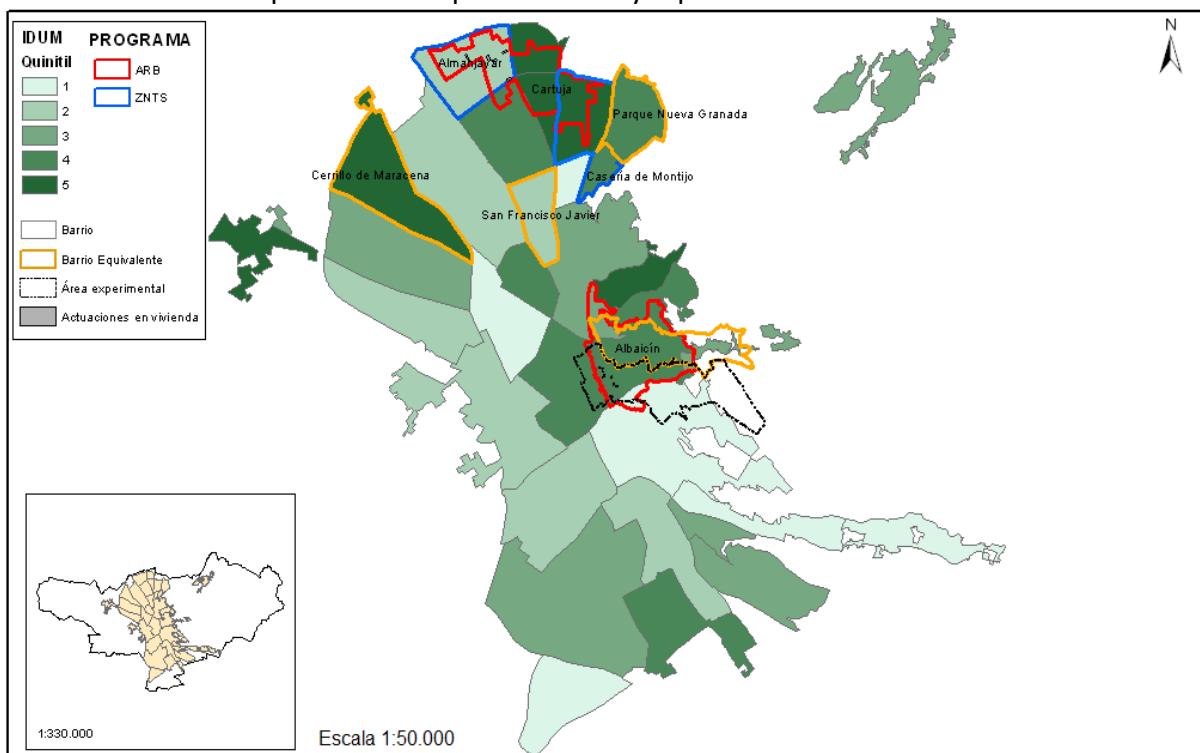 IDUM
Quinitil
1
2
3
4
5
PROGRAMA
ARB
ZNTS
Barrio
Barrio Equivalente
Área experimental
Actuaciones en vivienda
N
Almanjáyar
Cartuja
Parque Nueva Granada
Cerrillo de Maracena
Casería de Montijo
San Francisco Javier
Albaicín
1:330.000
Escala 1:50.000